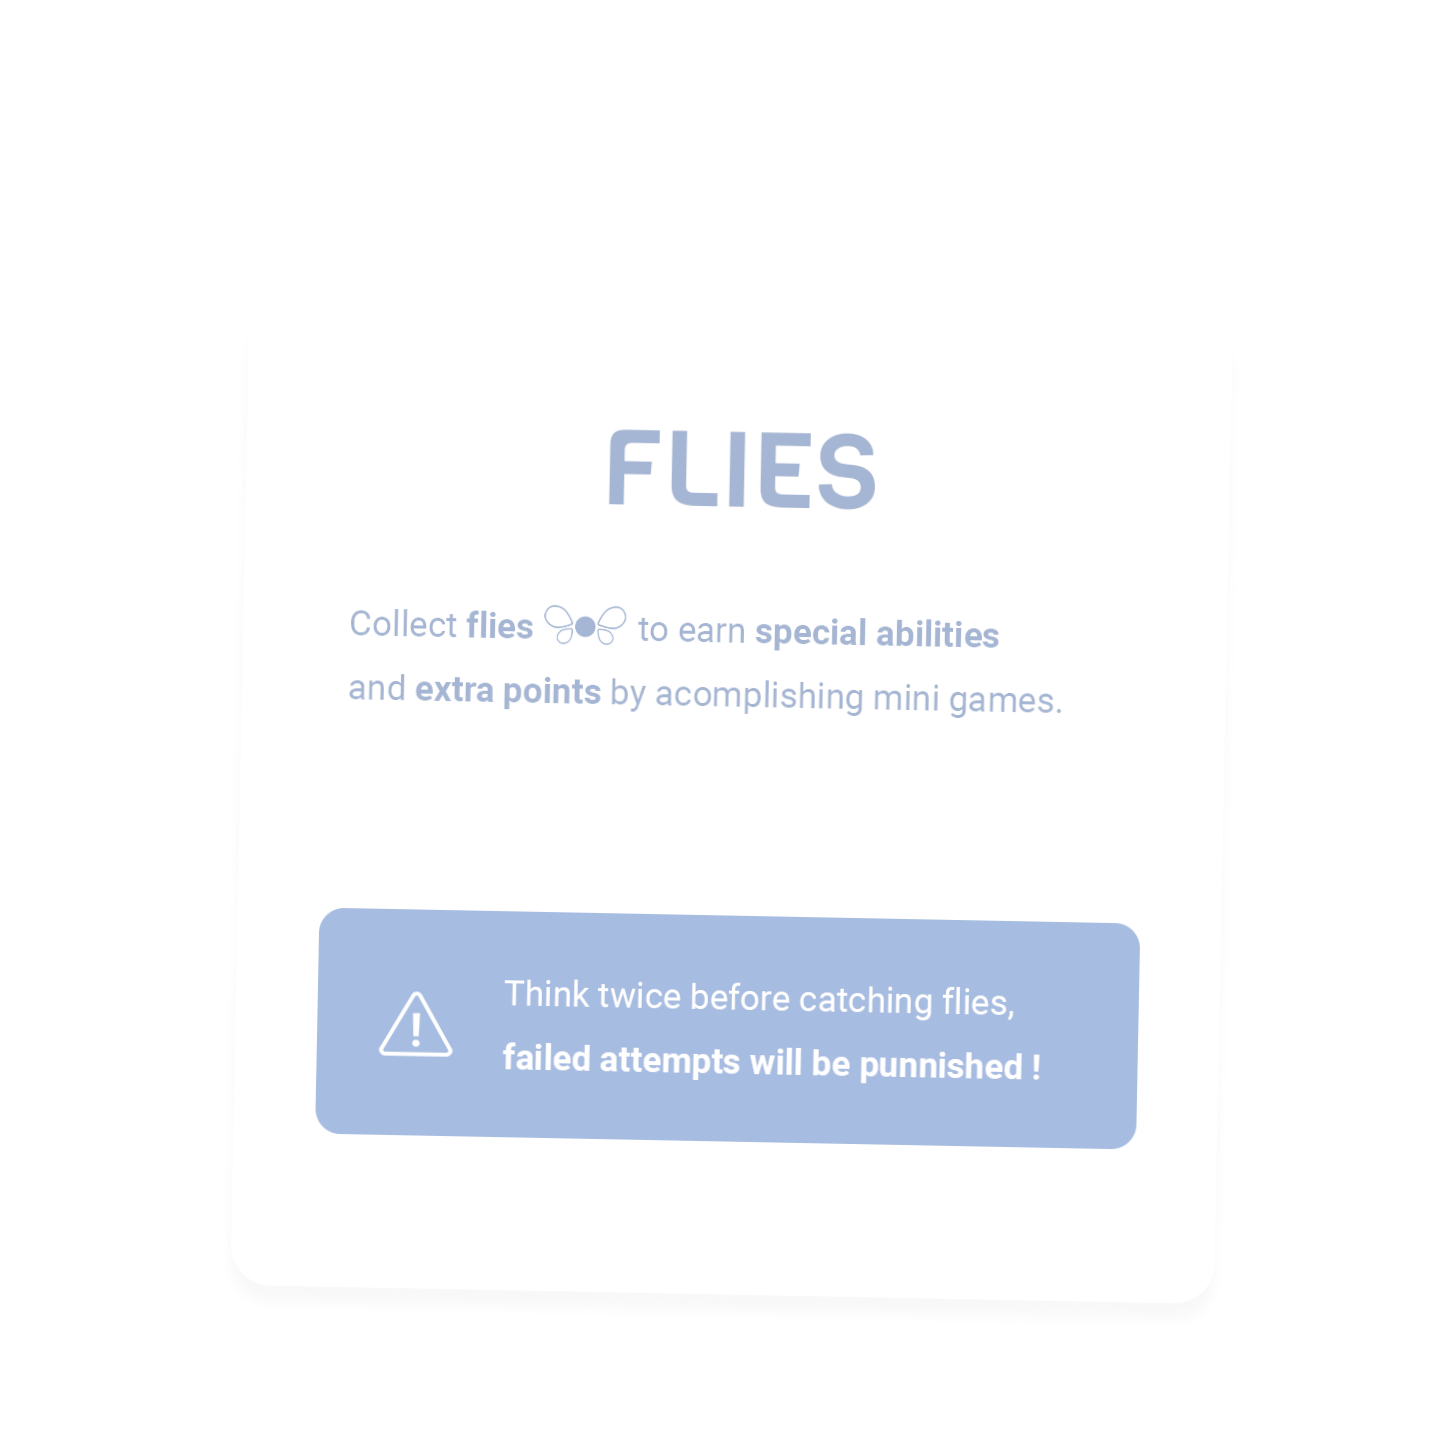 FLIES
Collect flies to earn special abilities
and extra points by acomplishing mini games.
Think twice before catching flies,
failed attempts will be punnished !